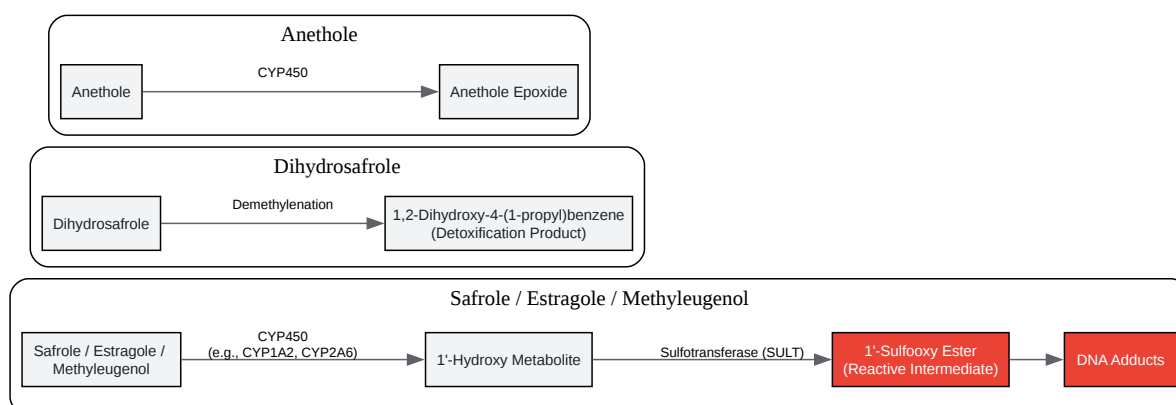 Anethole
CYP450
Anethole
Anethole Epoxide
Dihydrosafrole
Demethylenation
Dihydrosafrole
1,2-Dihydroxy-4-(1-propyl)benzene
(Detoxification Product)
Safrole / Estragole / Methyleugenol
CYP450
(e.g., CYP1A2, CYP2A6)
Safrole / Estragole /
Methyleugenol
1'-Hydroxy Metabolite
Sulfotransferase (SULT)
1'-Sulfooxy Ester
(Reactive Intermediate)
DNA Adducts